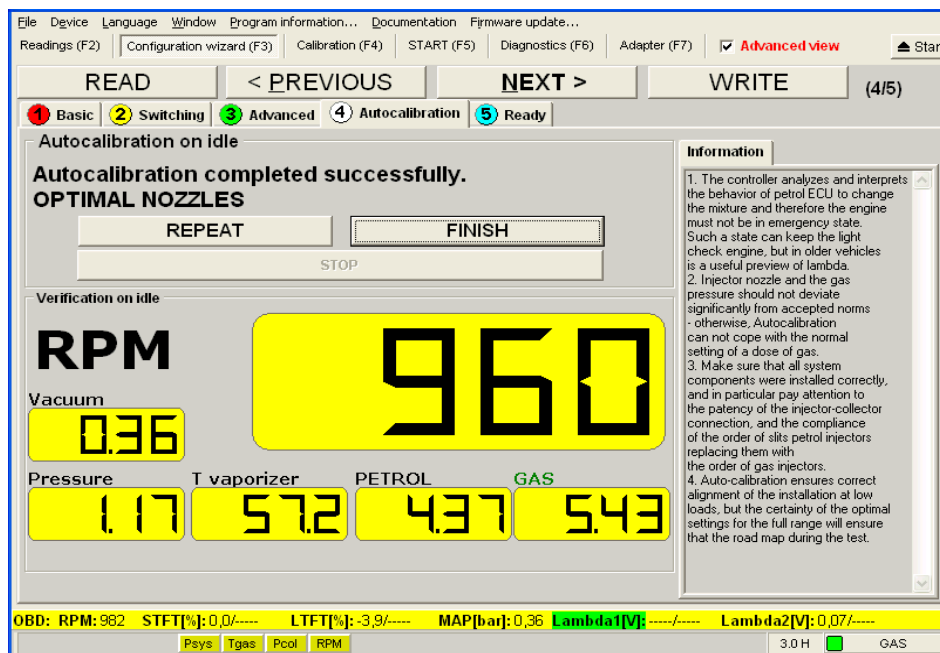 File Device Language Window Program information... Documentation Firmware update...
Readings (F2) Configuration wizard (F3) Calibration (F4) START (F5) Diagnostics (F6) Adapter (F7) Advanced view Star
READ < PREVIOUS NEXT > WRITE (4/5)
1 Basic 2 Switching 3 Advanced 4 Autocalibration 5 Ready
Autocalibration on idle
Autocalibration completed successfully.
OPTIMAL NOZZLES
REPEAT FINISH
STOP
Verification on idle
RPM 960
Vacuum
0.36
Pressure T vaporizer PETROL GAS
1.17 57.2 4.37 5.43
Information
1. The controller analyzes and interprets
the behavior of petrol ECU to change
the mixture and therefore the engine
must not be in emergency state.
Such a state can keep the light
check engine, but in older vehicles
is a useful preview of lambda.
2. Injector nozzle and the gas
pressure should not deviate
significantly from accepted norms
- otherwise, Autocalibration
can not cope with the normal
setting of a dose of gas.
3. Make sure that all system
components were installed correctly,
and in particular pay attention to
the patency of the injector-collector
connection, and the compliance
of the order of slits petrol injectors
replacing them with
the order of gas injectors.
4. Auto-calibration ensures correct
alignment of the installation at low
loads, but the certainty of the optimal
settings for the full range will ensure
that the road map during the test.
OBD: RPM: 982 STFT[%]: 0,0/----- LTFT[%]: -3,9/----- MAP[bar]: 0,36 Lambda1[V]: -----/----- Lambda2[V]: 0,07/-----
Psys Tgas Pcol RPM 3.0 H GAS